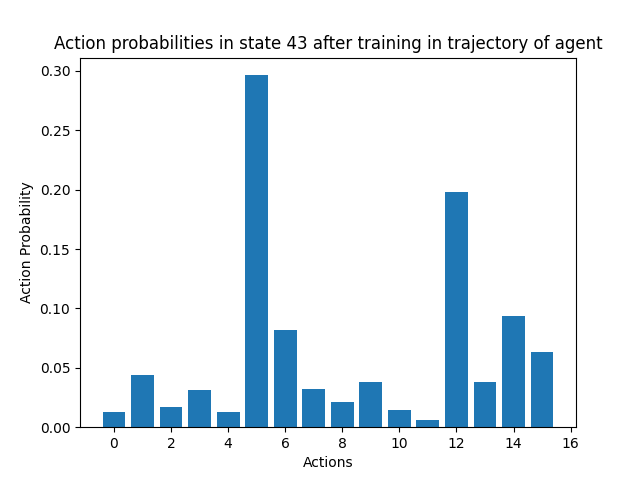 Action probabilities in state 43 after training in trajectory of agent
0.30
0.25
0.20
0.15
0.10
0.05
0.00
Action Probability
0 2 4 6 8 10 12 14 16
Actions